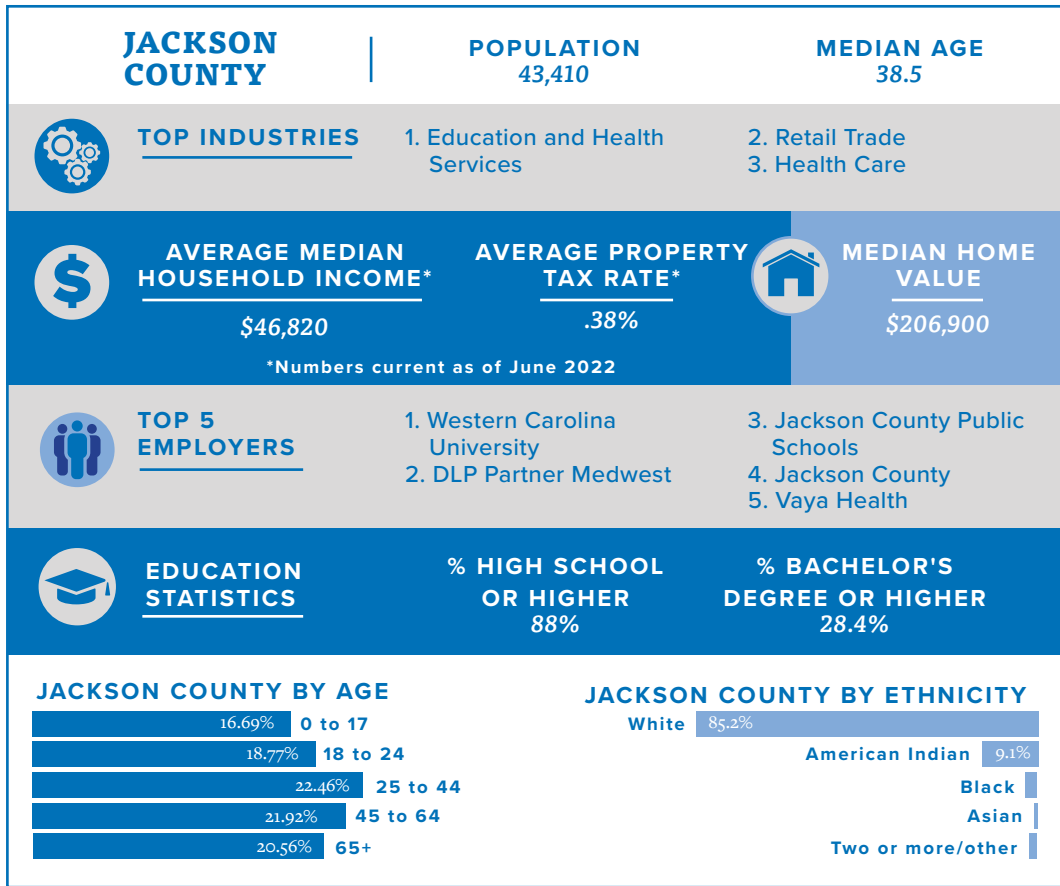 JACKSON
COUNTY
POPULATION
43,410
MEDIAN AGE
38.5
TOP INDUSTRIES
1. Education and Health
Services
2. Retail Trade
3. Health Care
$
AVERAGE MEDIAN
HOUSEHOLD INCOME*
$46,820
AVERAGE PROPERTY
TAX RATE*
.38%
*Numbers current as of June 2022
MEDIAN HOME
VALUE
$206,900
TOP 5
EMPLOYERS
1. Western Carolina
University
2. DLP Partner Medwest
3. Jackson County Public
Schools
4. Jackson County
5. Vaya Health
EDUCATION
STATISTICS
% HIGH SCHOOL
OR HIGHER
88%
% BACHELOR'S
DEGREE OR HIGHER
28.4%
JACKSON COUNTY BY AGE
16.69% 0 to 17
18.77% 18 to 24
22.46% 25 to 44
21.92% 45 to 64
20.56% 65+
JACKSON COUNTY BY ETHNICITY
White 85.2%
American Indian 9.1%
Black
Asian
Two or more/other